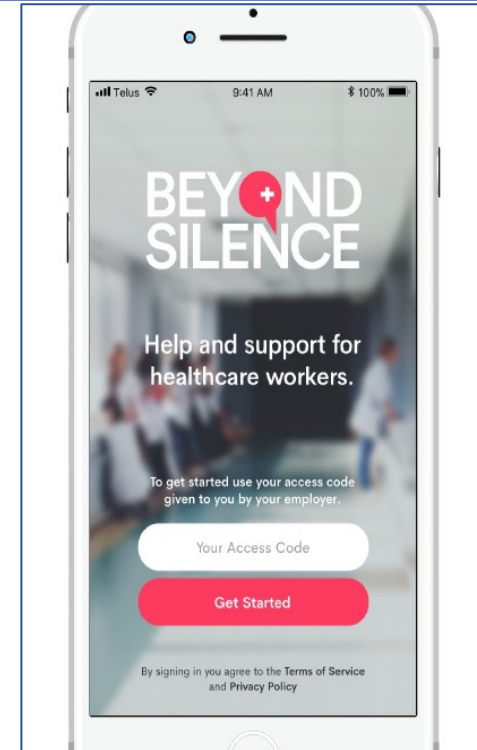 Telus 9:41 AM 100%
BEYOND
SILENCE
Help and support for
healthcare workers.
To get started use your access code
given to you by your employer.
Your Access Code
Get Started
By signing in you agree to the Terms of Service
and Privacy Policy